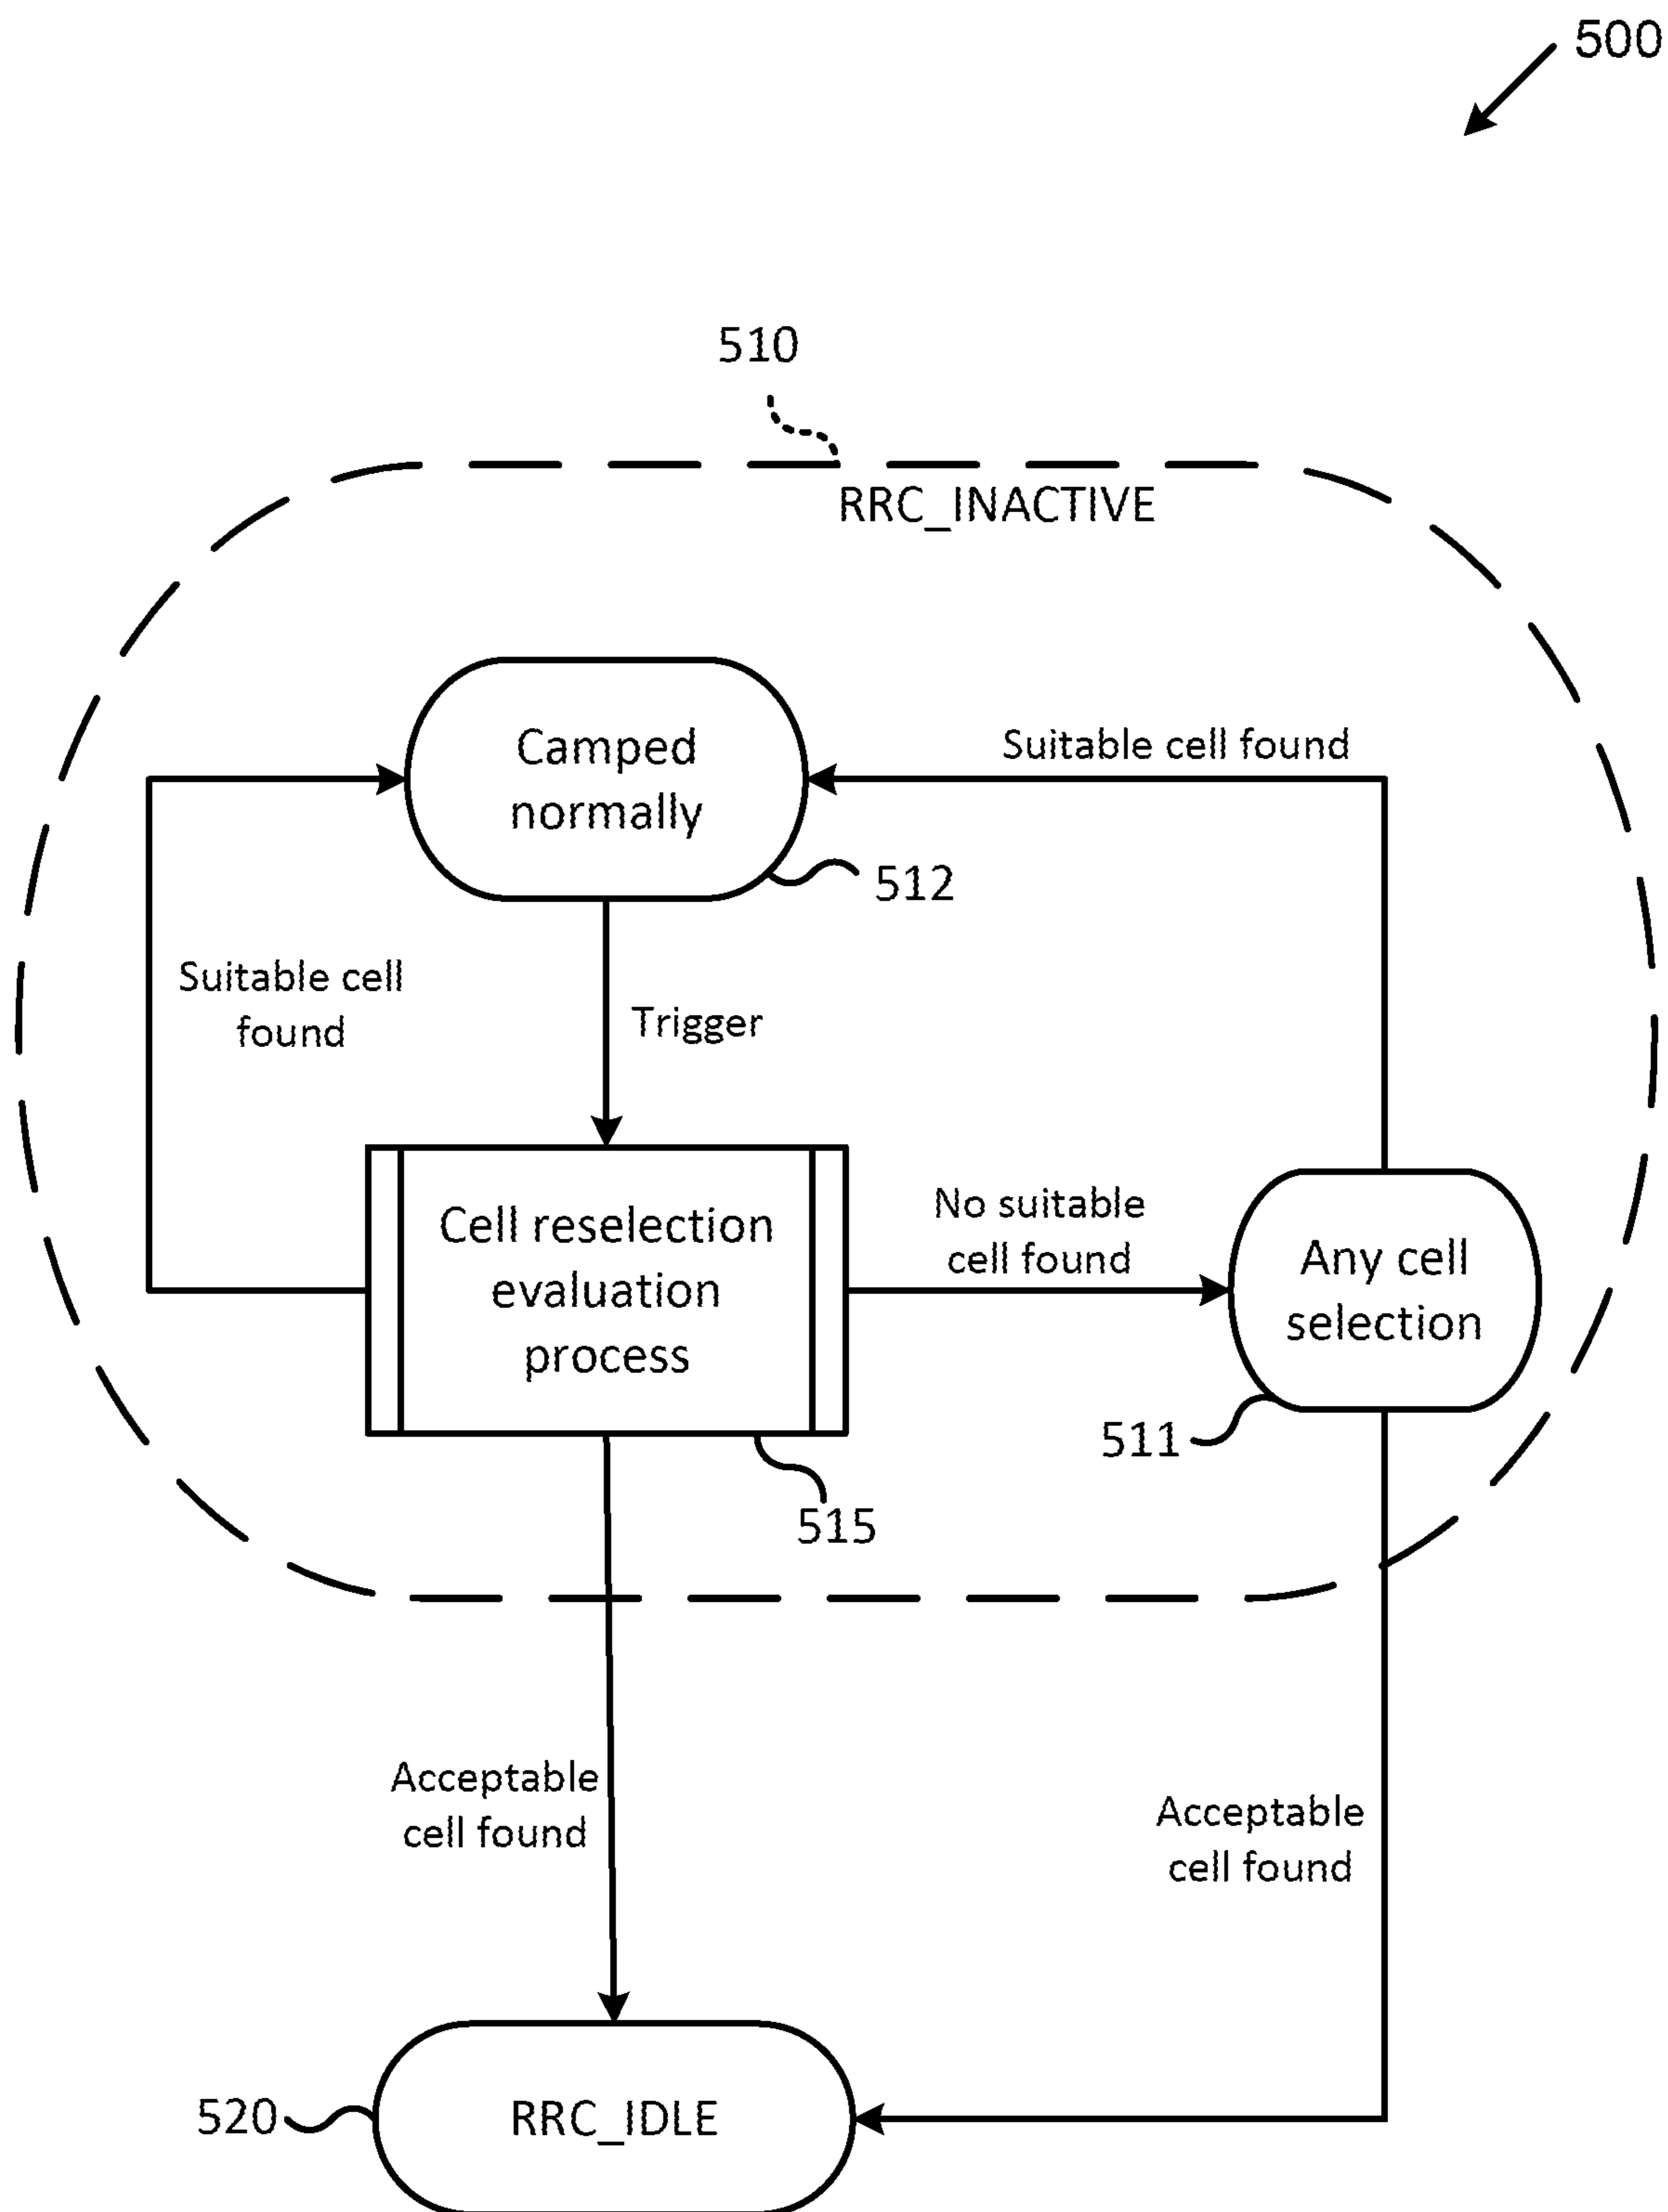 500
510
RRC_INACTIVE
Camped
normally
Suitable cell found
512
Suitable cell
found
Trigger
Cell reselection
evaluation
process
No suitable
cell found
Any cell
selection
511
515
Acceptable
cell found
Acceptable
cell found
520
RRC_IDLE